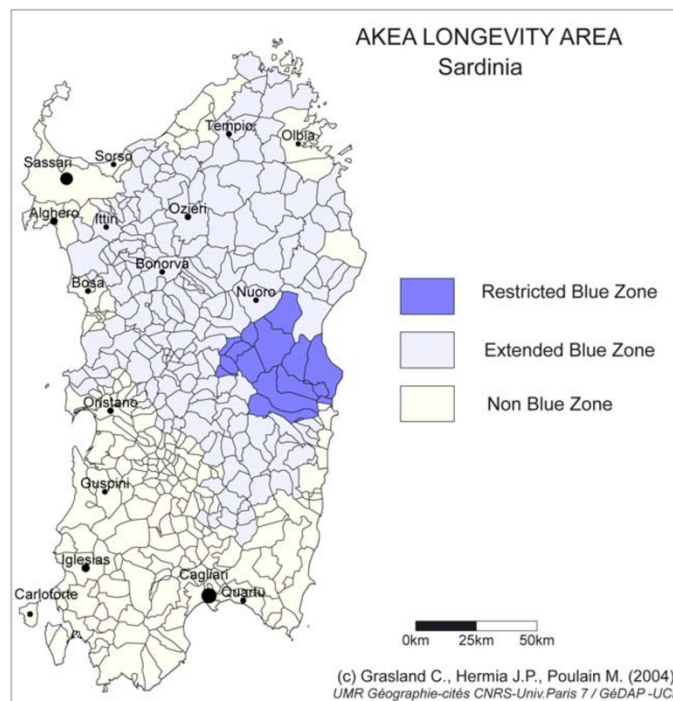 AKEA LONGEVITY AREA
Sardinia
Tempio
Olbia
Sorso
Sassari
Alghero
Ittiri
Ozieri
Bonorva
Bosa
Nuoro
Restricted Blue Zone
Extended Blue Zone
Non Blue Zone
Oristano
Guspini
Iglesias
Cagliari
Carloforte
Quartu
0km 25km 50km
(c) Grasland C., Hermia J.P., Poulain M. (2004)
UMR Géographie-cités CNRS-Univ.Paris 7 / GéDAP -UC